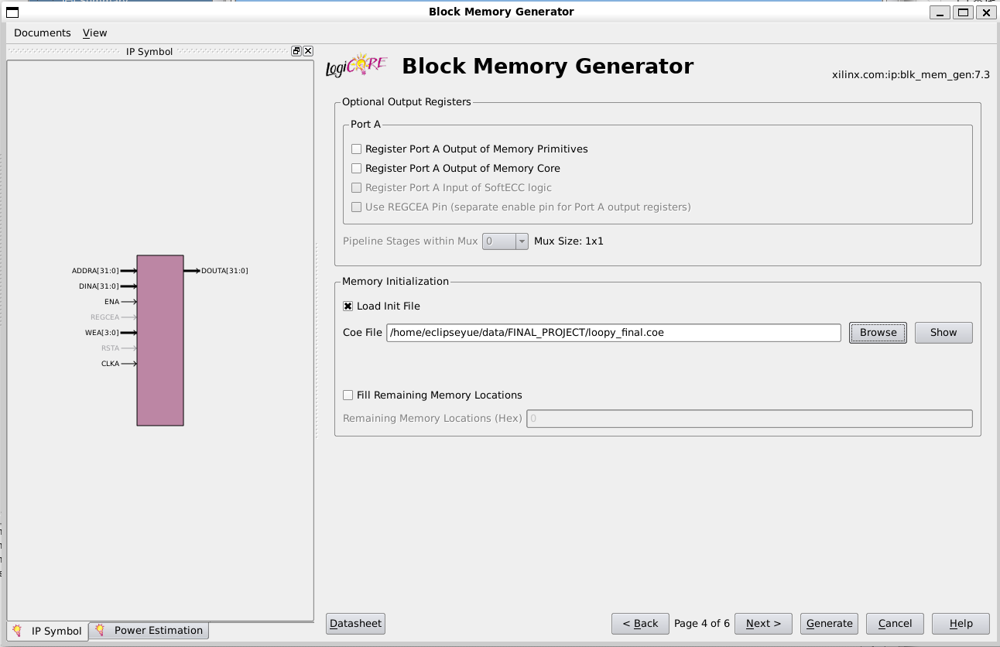 Block Memory Generator
Documents View
IP Symbol
ADDRA[31:0]
DINA[31:0]
ENA
REGCEA
WEA[3:0]
RSTA
CLKA
DOUTA[31:0]
IP Symbol Power Estimation
LogiCORE
Block Memory Generator
xilinx.com:ip:blk_mem_gen:7.3
Optional Output Registers
Port A
Register Port A Output of Memory Primitives
Register Port A Output of Memory Core
Register Port A Input of SoftECC logic
Use REGCEA Pin (separate enable pin for Port A output registers)
Pipeline Stages within Mux 0 Mux Size: 1x1
Memory Initialization
Load Init File
Coe File /home/eclipseyue/data/FINAL_PROJECT/loopy_final.coe Browse Show
Fill Remaining Memory Locations
Remaining Memory Locations (Hex) 0
Datasheet < Back Page 4 of 6 Next > Generate Cancel Help